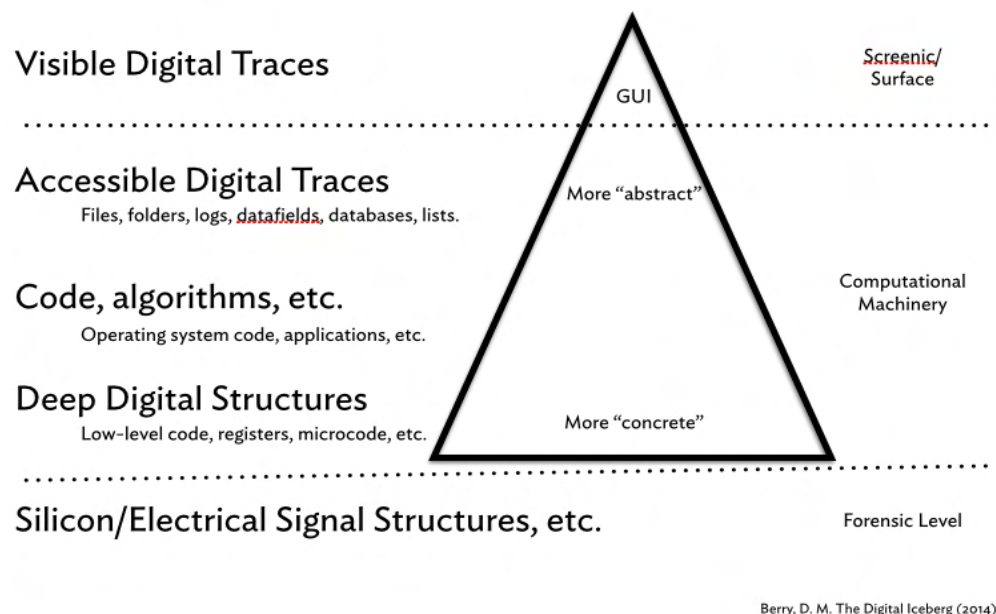 Visible Digital Traces
Screenic/
Surface
GUI
Accessible Digital Traces
Files, folders, logs, datafields, databases, lists.
More “abstract”
Code, algorithms, etc.
Operating system code, applications, etc.
Computational
Machinery
Deep Digital Structures
Low-level code, registers, microcode, etc.
More “concrete”
Silicon/Electrical Signal Structures, etc.
Forensic Level
Berry, D. M. The Digital Iceberg (2014)